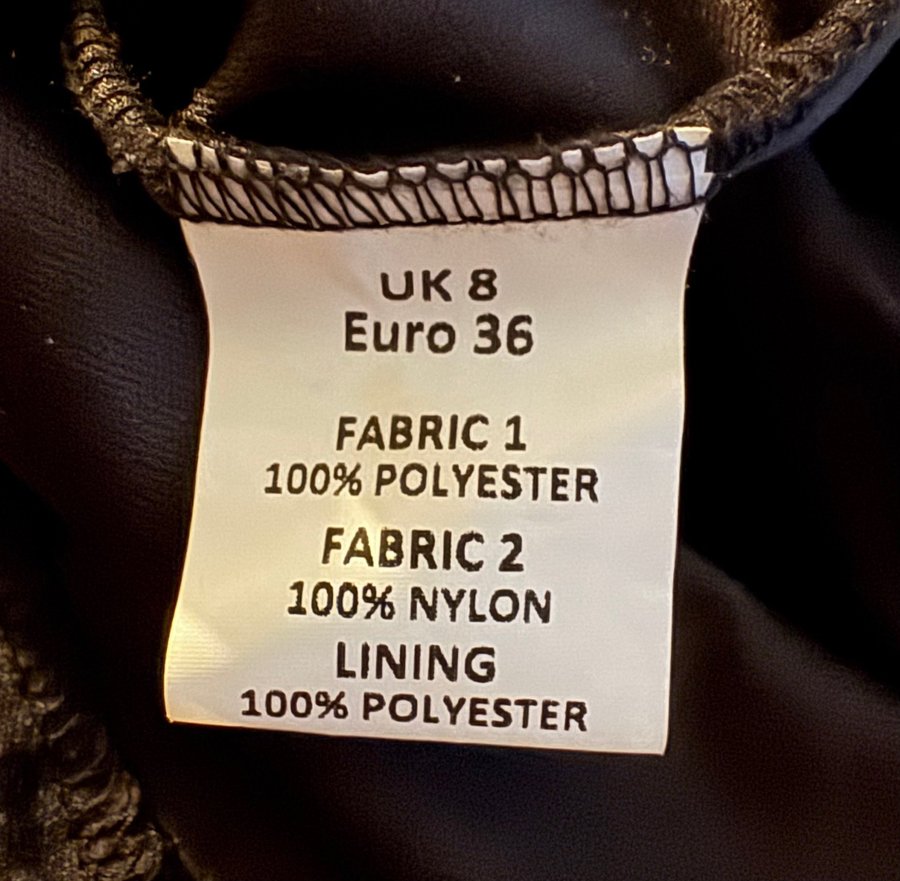 UK 8
Euro 36
FABRIC 1
100% POLYESTER
FABRIC 2
100% NYLON
LINING
100% POLYESTER